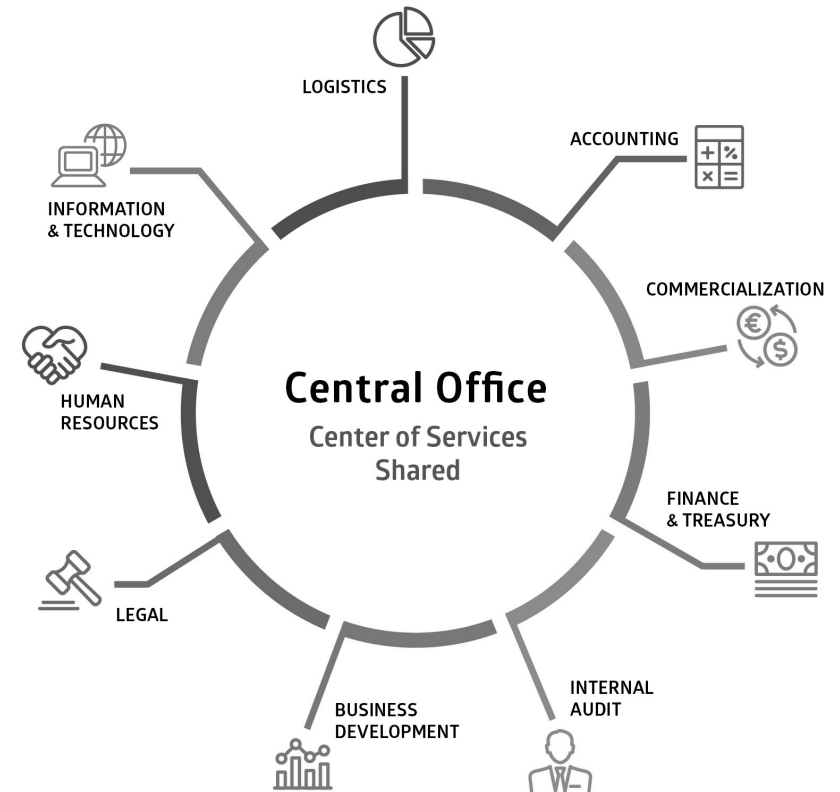 LOGISTICS
ACCOUNTING
INFORMATION
& TECHNOLOGY
COMMERCIALIZATION
€
$
Central Office
Center of Services
Shared
HUMAN
RESOURCES
FINANCE
& TREASURY
LEGAL
INTERNAL
AUDIT
BUSINESS
DEVELOPMENT
+ %
× =